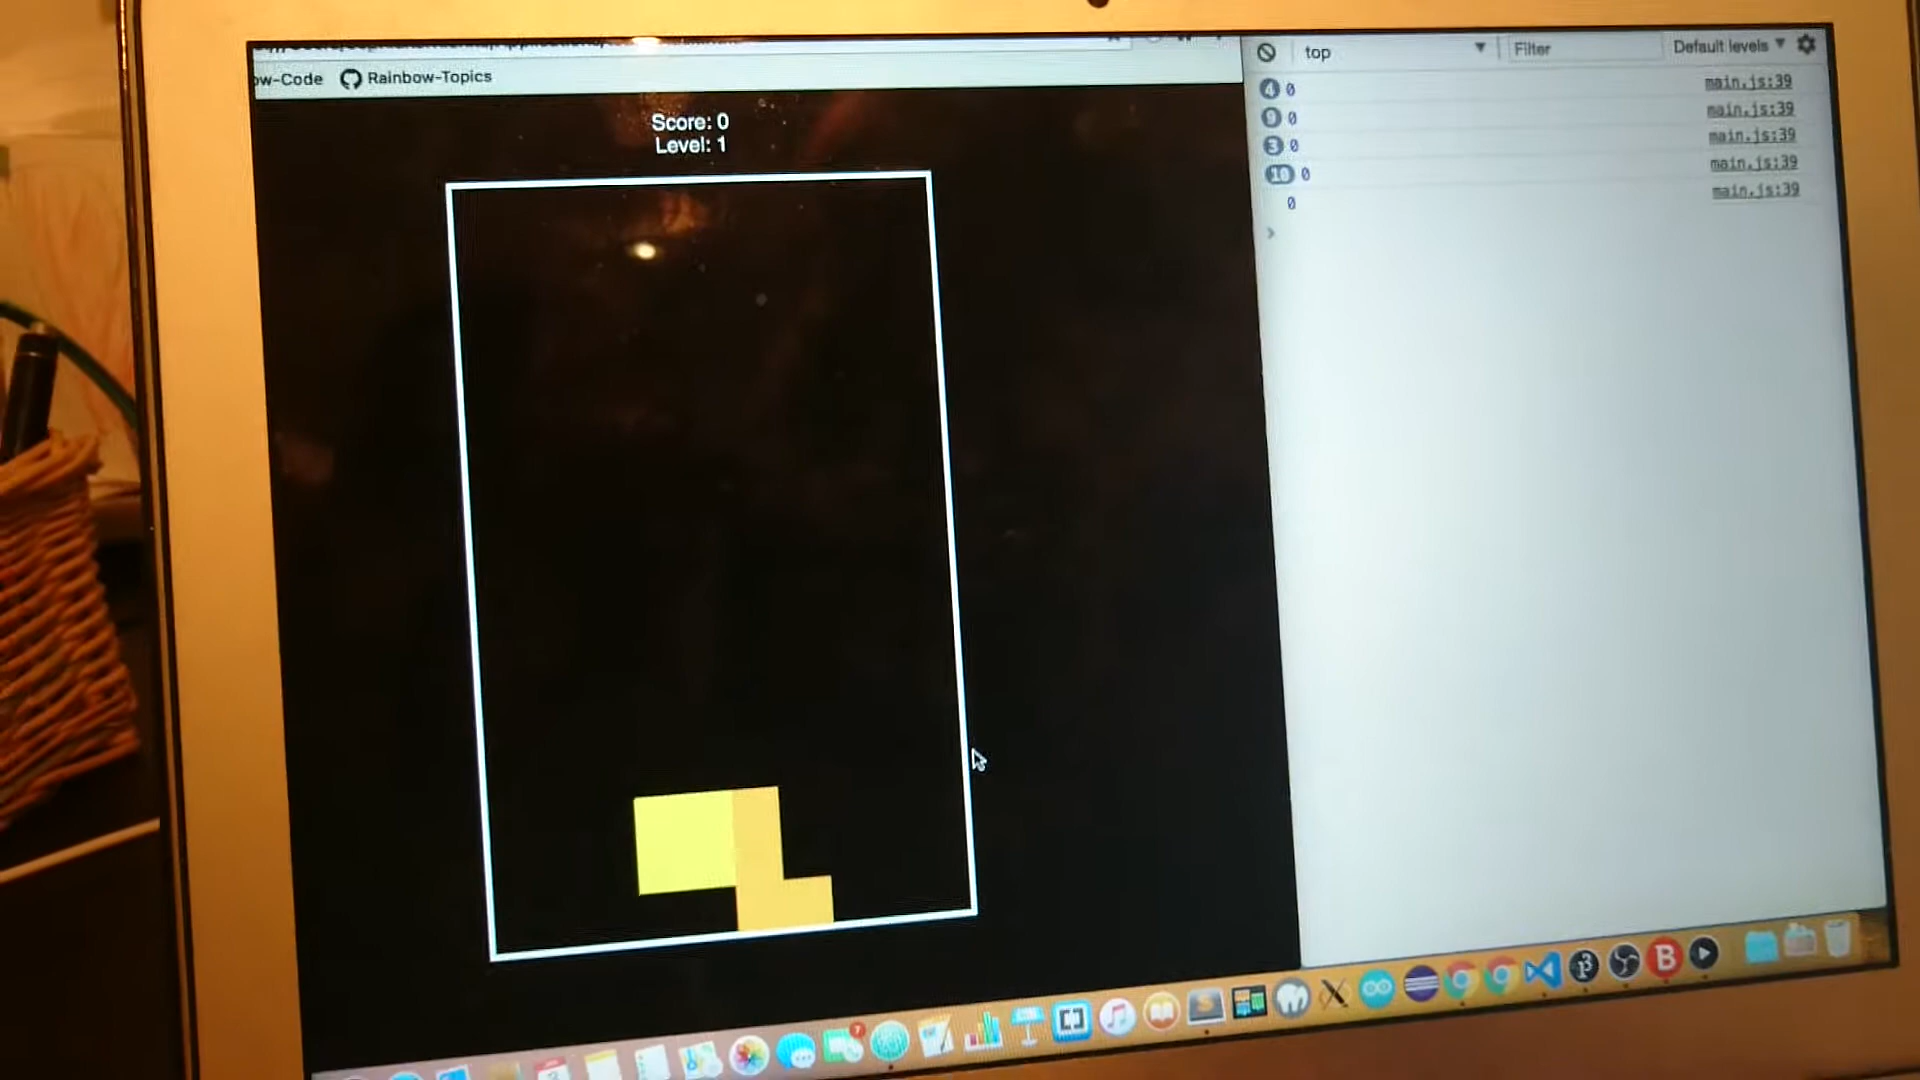 ow-Code Rainbow-Topics
Score: 0
Level: 1
top Filter Default levels
4 0 main.js:39
9 0 main.js:39
3 0 main.js:39
10 0 main.js:39
0 main.js:39